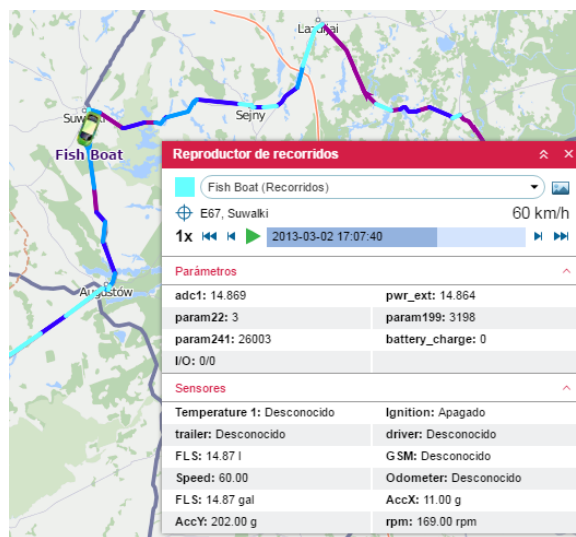 Lazdijai
Suwałki
Sejny
Fish Boat
Augustów
Reproductor de recorridos
Fish Boat (Recorridos)
E67, Suwalki 60 km/h
1x 2013-03-02 17:07:40
Parámetros
adc1: 14.869 pwr_ext: 14.864
param22: 3 param199: 3198
param241: 26003 battery_charge: 0
I/O: 0/0
Sensores
Temperature 1: Desconocido Ignition: Apagado
trailer: Desconocido driver: Desconocido
FLS: 14.87 l GSM: Desconocido
Speed: 60.00 Odometer: Desconocido
FLS: 14.87 gal AccX: 11.00 g
AccY: 202.00 g rpm: 169.00 rpm